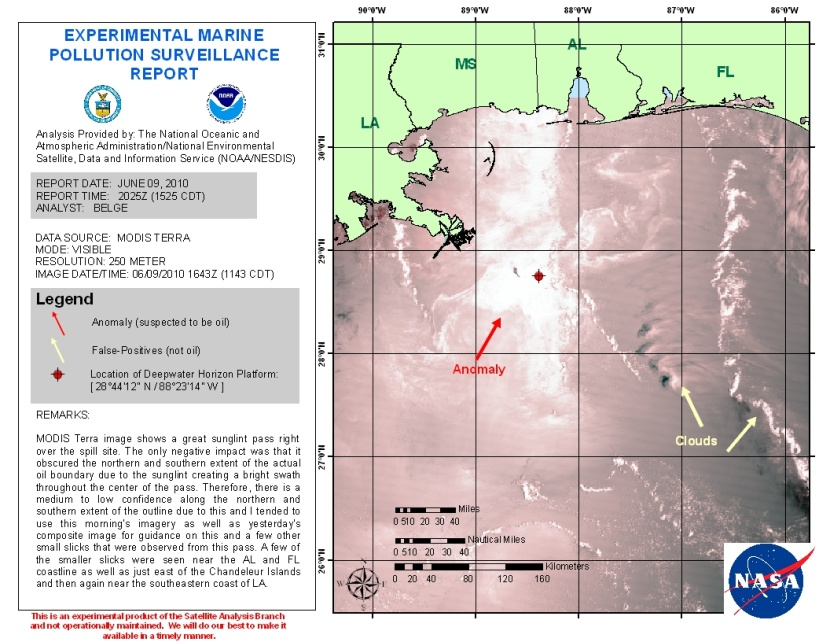 EXPERIMENTAL MARINE
POLLUTION SURVEILLANCE
REPORT
NOAA
Analysis Provided by: The National Oceanic and
Atmospheric Administration/National Environmental
Satellite, Data and Information Service (NOAA/NESDIS)
REPORT DATE: JUNE 09, 2010
REPORT TIME: 2025Z (1525 CDT)
ANALYST: BELGE
DATA SOURCE: MODIS TERRA
MODE: VISIBLE
RESOLUTION: 250 METER
IMAGE DATE/TIME: 06/09/2010 1643Z (1143 CDT)
Legend
Anomaly (suspected to be oil)
False-Positives (not oil)
Location of Deepwater Horizon Platform:
[ 28°44'12" N / 88°23'14" W ]
REMARKS:
MODIS Terra image shows a great sunglint pass right
over the spill site. The only negative impact was that it
obscured the northern and southern extent of the actual
oil boundary due to the sunglint creating a bright swath
throughout the center of the pass. Therefore, there is a
medium to low confidence along the northern and
southern extent of the outline due to this and I tended to
use this morning's imagery as well as yesterday's
composite image for guidance on this and a few other
small slicks that were observed from this pass. A few of
the smaller slicks were seen near the AL and FL
coastline as well as just east of the Chandeleur Islands
and then again near the southeastern coast of LA.
This is an experimental product of the Satellite Analysis Branch
and not operationally maintained. We will do our best to make it
available in a timely manner.
90°0'0"W 89°0'0"W 88°0'0"W 87°0'0"W 86°0'0"W
31°0'0"N
30°0'0"N
29°0'0"N
28°0'0"N
27°0'0"N
26°0'0"N
AL
MS
FL
LA
Anomaly
Clouds
Miles
0 510 20 30 40
Nautical Miles
0 510 20 30 40
Kilometers
0 20 40 80 120 160
N
W E
S
NASA